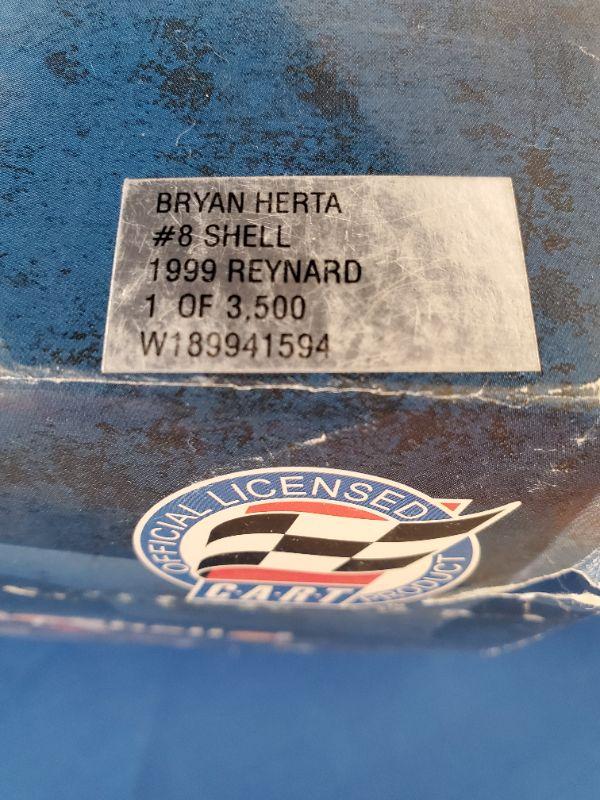 BRYAN HERTA
#8 SHELL
1999 REYNARD
1 OF 3,500
W189941594
OFFICIAL LICENSED
C·A·R·T
PRODUCT